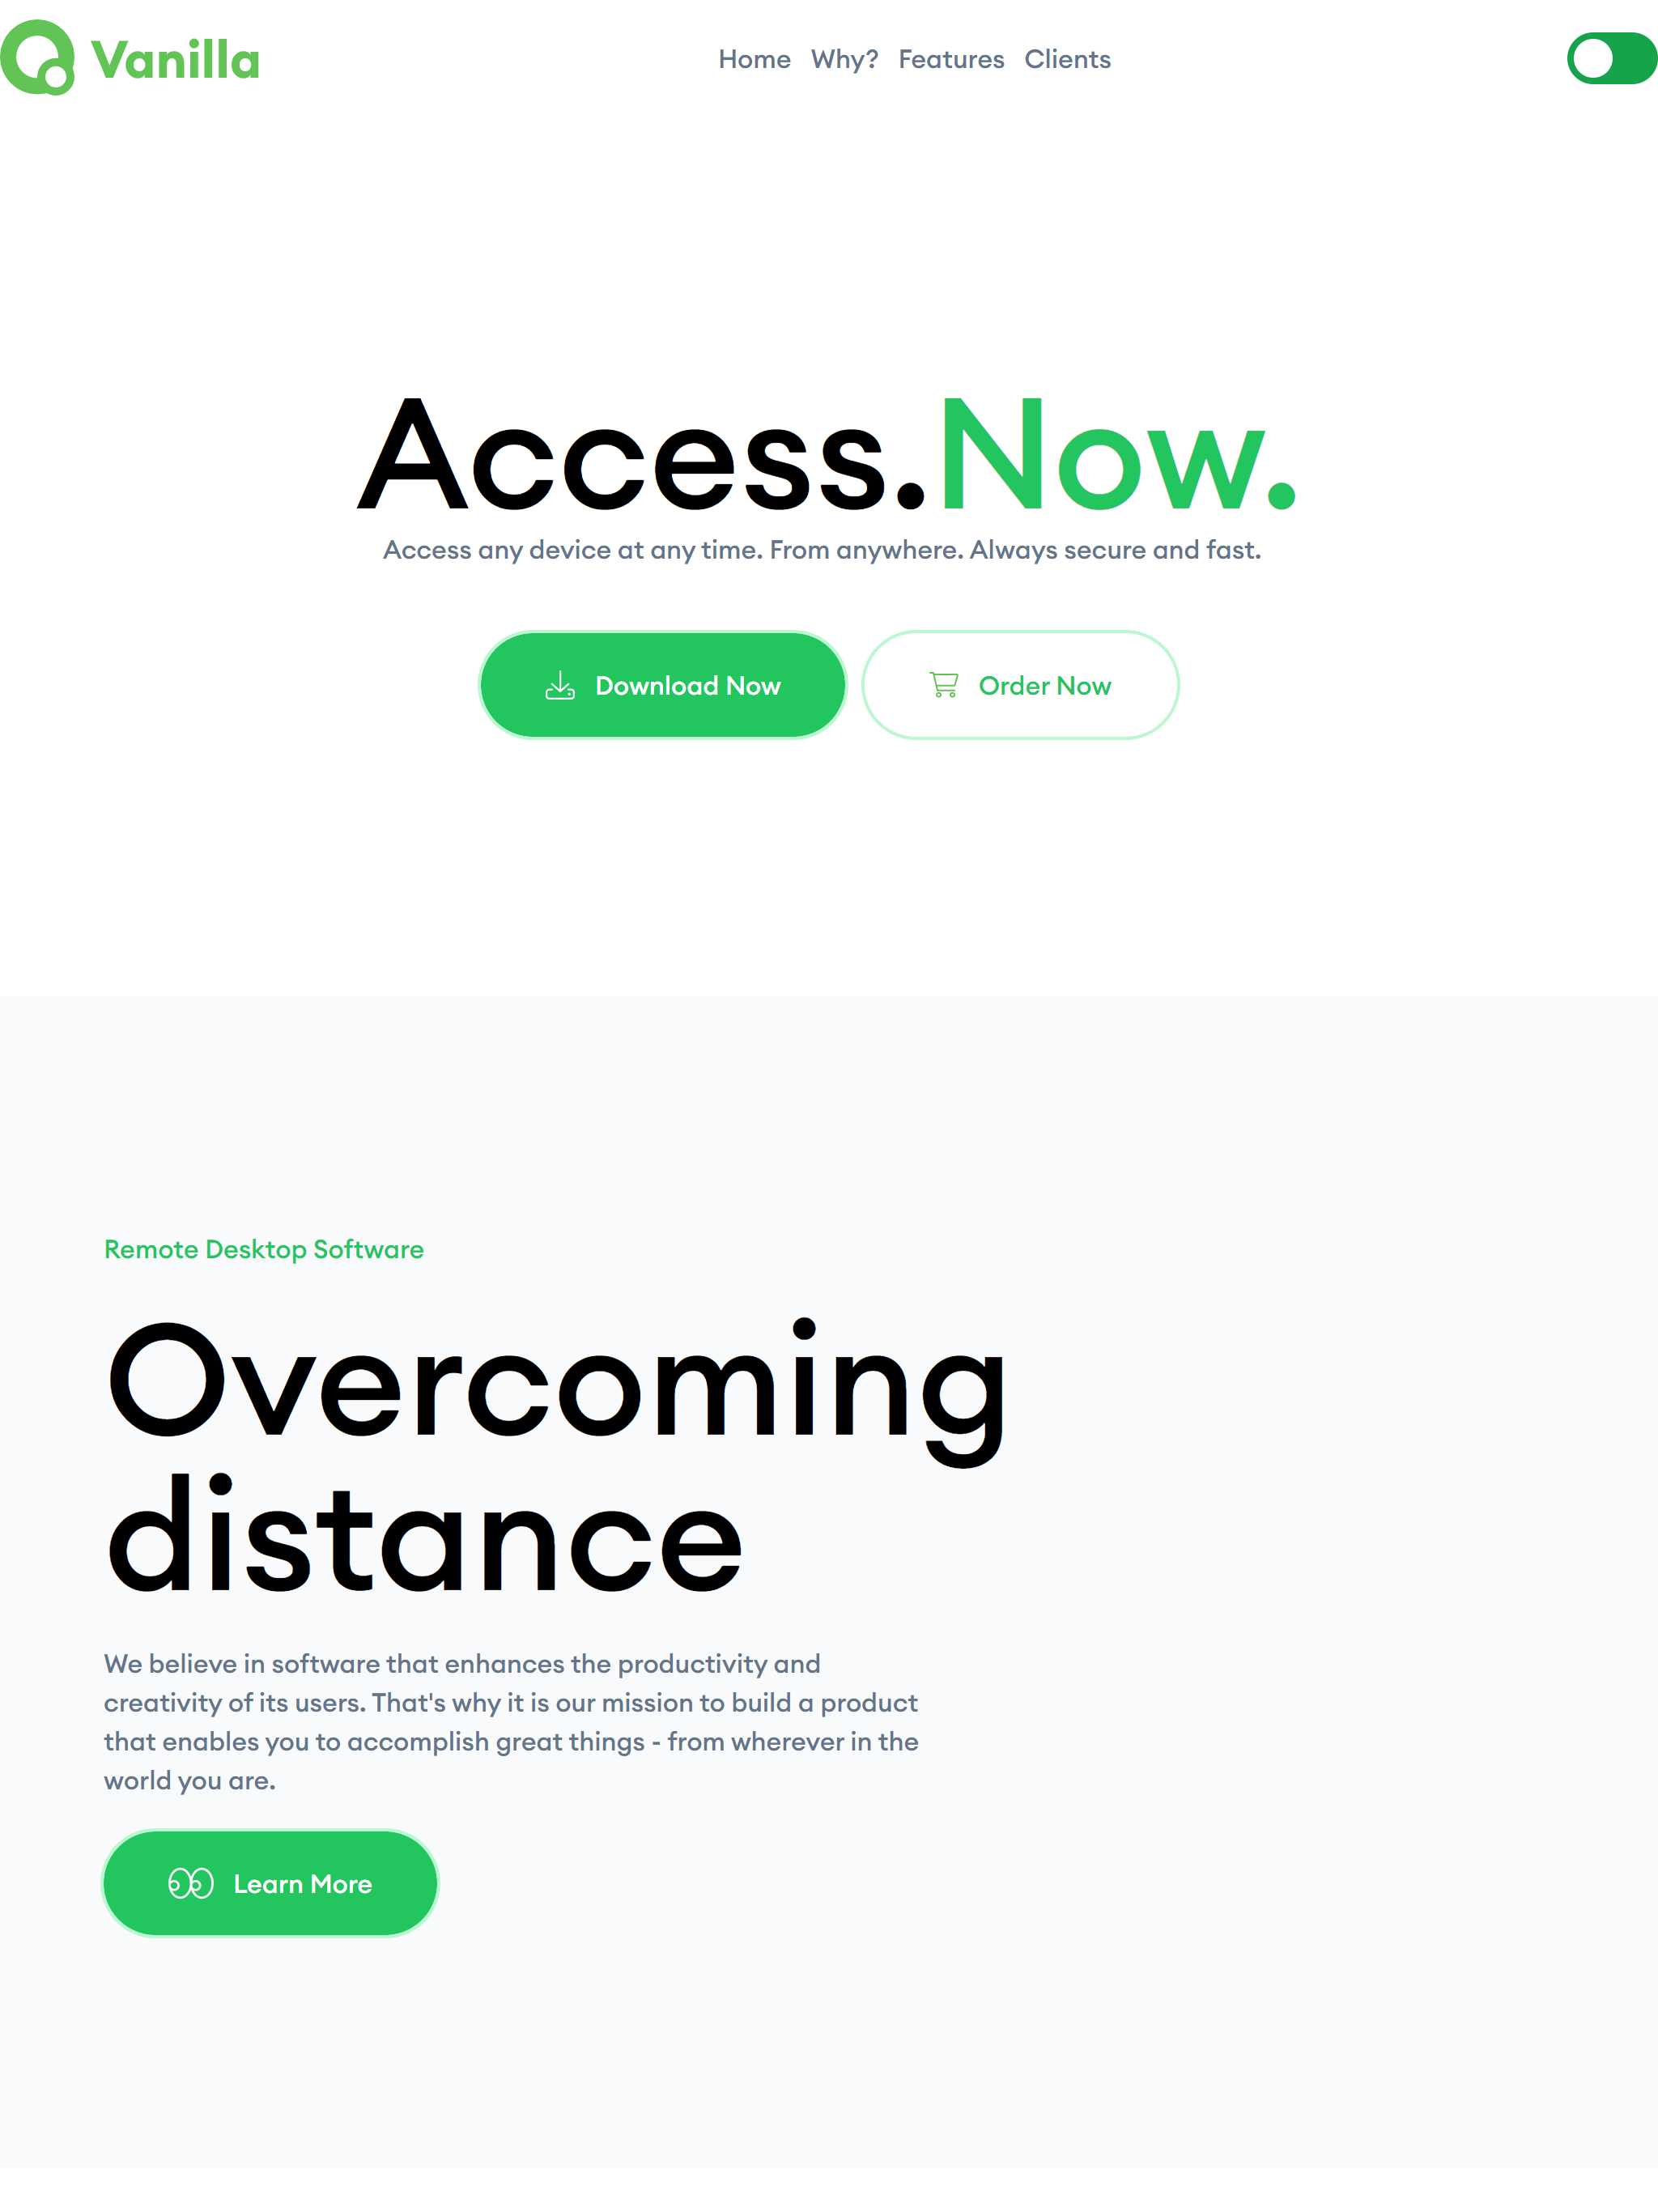 Vanilla
Home Why? Features Clients
Access.Now.
Access any device at any time. From anywhere. Always secure and fast.
Download Now
Order Now
Remote Desktop Software
Overcoming
distance
We believe in software that enhances the productivity and
creativity of its users. That's why it is our mission to build a product
that enables you to accomplish great things - from wherever in the
world you are.
Learn More